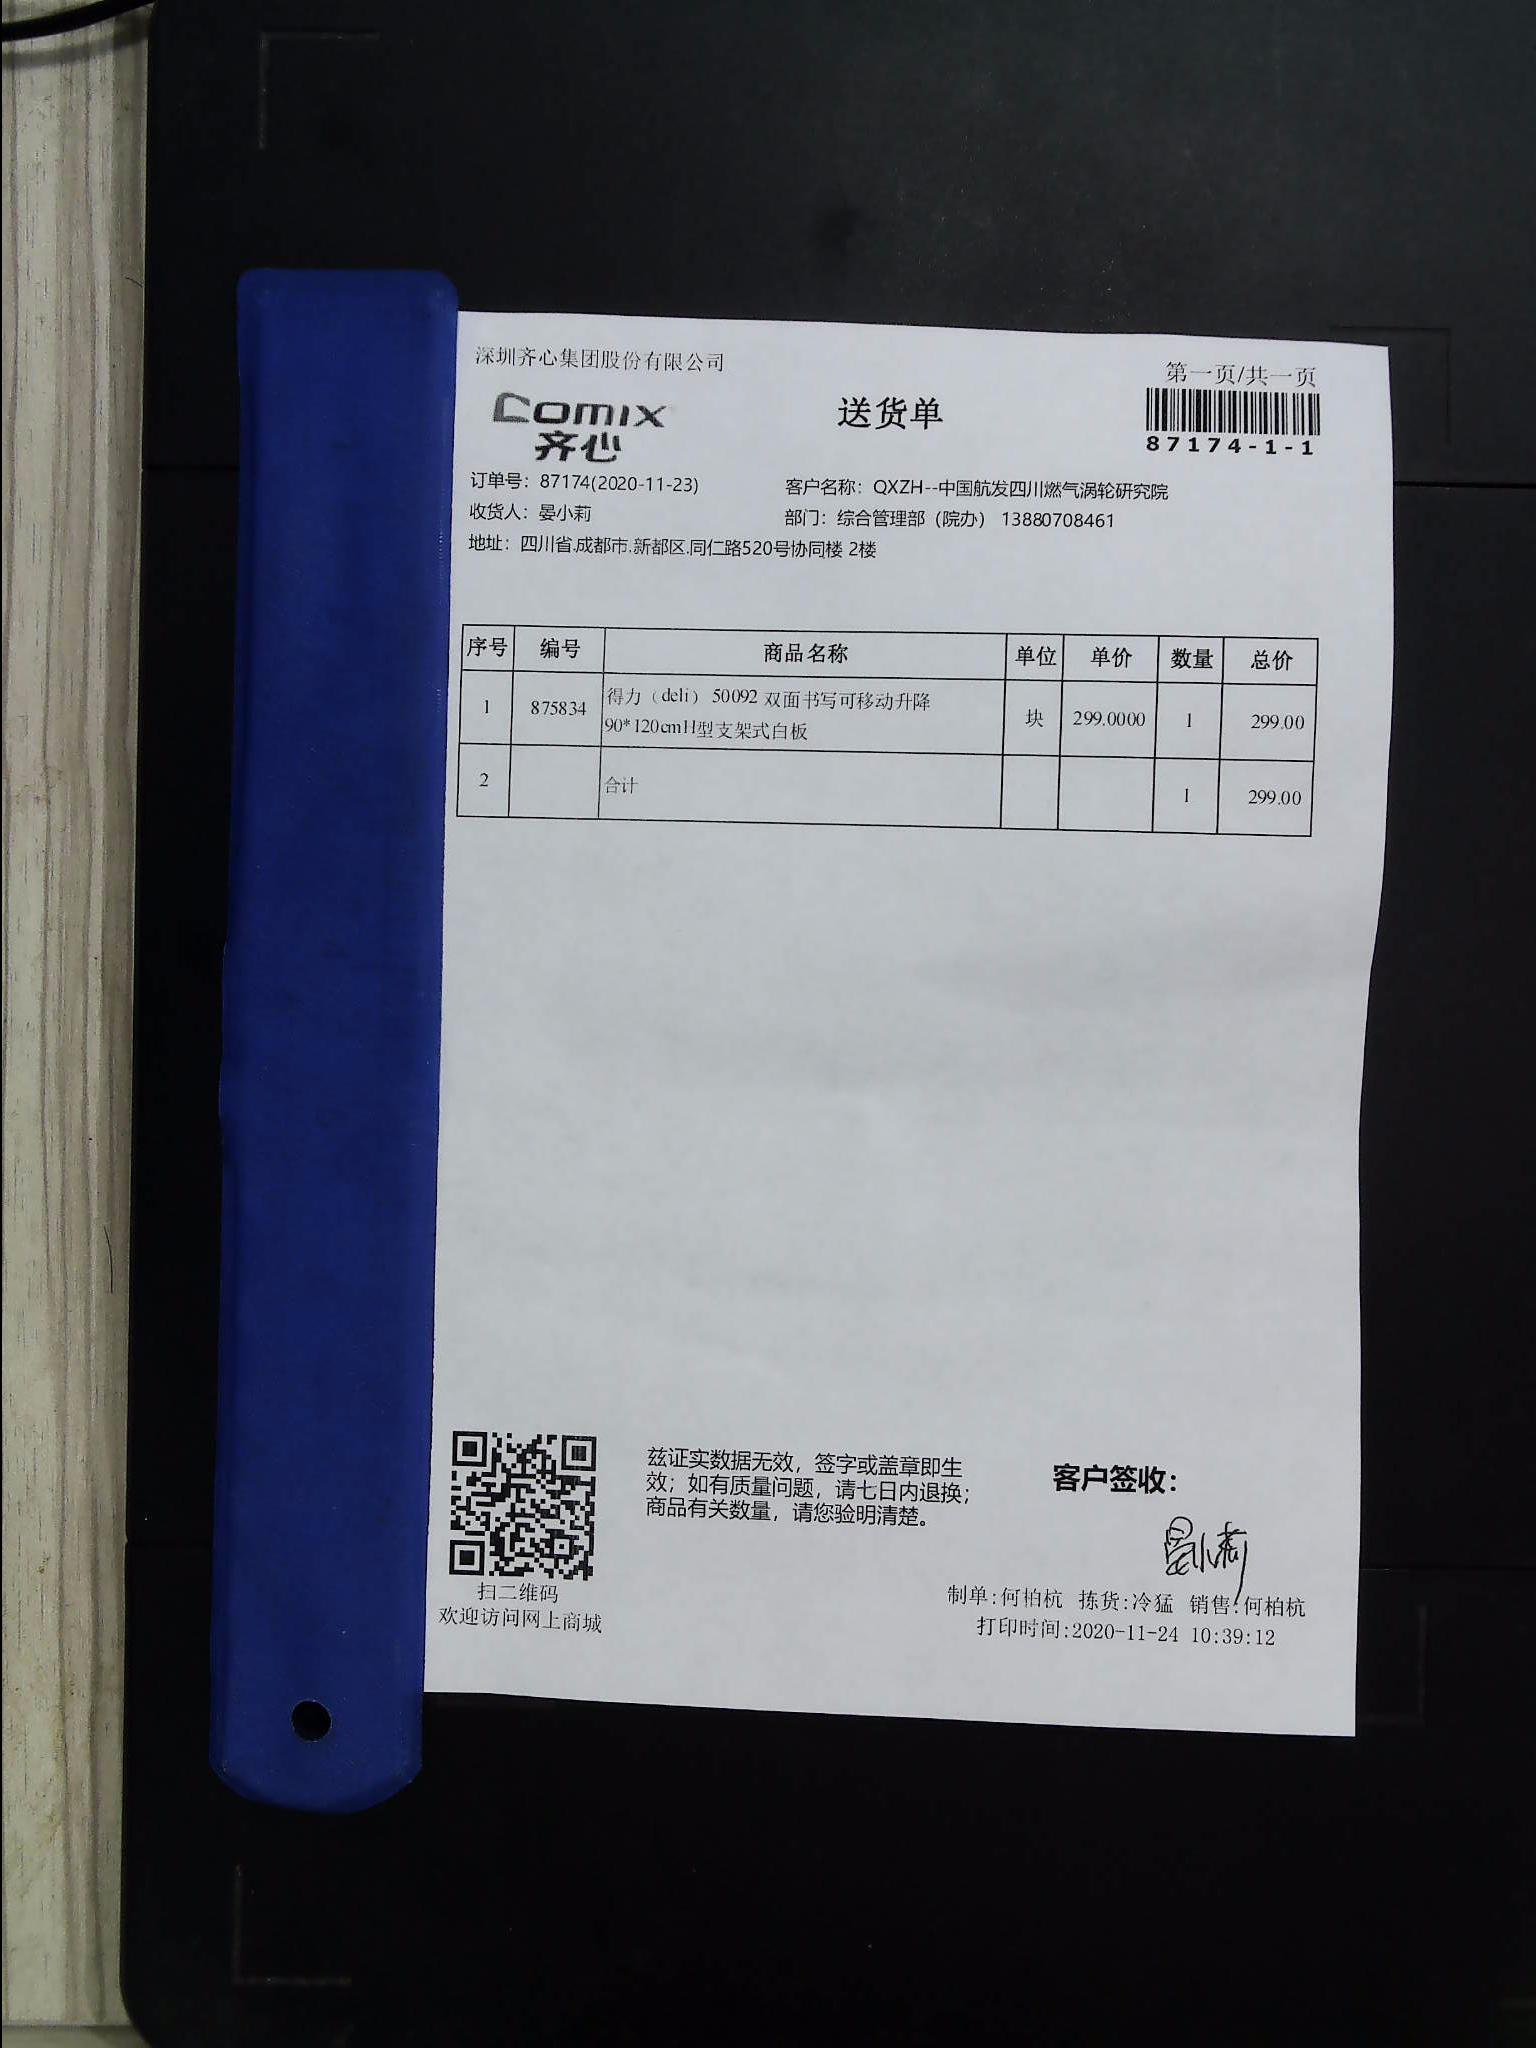 深圳齐心集团股份有限公司
第一页/共一页
comix
齐心
送货单
87174-1-1
订单号：87174(2020-11-23)
客户名称：QXZH--中国航发四川燃气涡轮研究院
收货人：晏小莉
部门：综合管理部（院办） 13880708461
地址：四川省.成都市.新都区.同仁路520号协同楼 2楼
序号 编号 商品名称 单位 单价 数量 总价
1 875834 得力（deli）50092 双面书写可移动升降 块 299.0000 1 299.00
90*120cmH型支架式白板
2 合计 1 299.00
兹证实数据无效，签字或盖章即生
效；如有质量问题，请七日内退换；
商品有关数量，请您验明清楚。
客户签收：
晏小莉
扫二维码
欢迎访问网上商城
制单:何柏杭 拣货:冷猛 销售:何柏杭
打印时间:2020-11-24 10:39:12